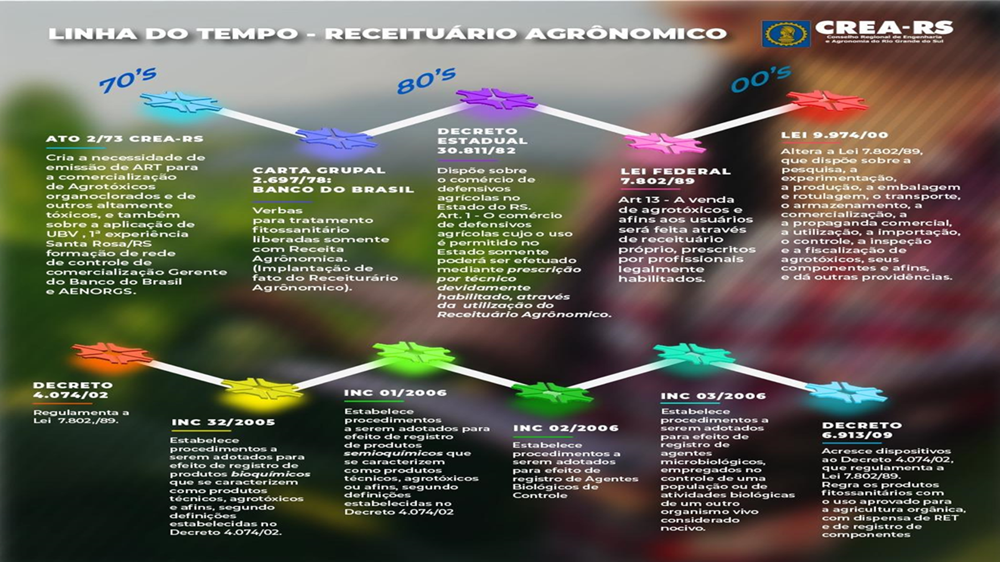 LINHA DO TEMPO - RECEITUÁRIO AGRÔNOMICO
CREA-RS
Conselho Regional de Engenharia
e Agronomia do Rio Grande do Sul
70's
80's
00's
ATO 2/73 CREA-RS
Cria a necessidade de
emissão de ART para
a comercialização
de Agrotóxicos
organoclorados e de
outros altamente
tóxicos, e também
sobre a aplicação de
UBV , 1ª experiência
Santa Rosa/RS
formação de rede
de controle de
comercialização Gerente
do Banco do Brasil
e AENORGS.
CARTA GRUPAL
2.697/78:
BANCO DO BRASIL
Verbas
para tratamento
fitossanitário
liberadas somente
com Receita
Agrônomica.
(Implantação de
fato do Receiturário
Agrônomico).
DECRETO
ESTADUAL
30.811/82
Dispõe sobre
o comércio de
defensivos
agrícolas no
Estado do RS.
Art. 1 - O comércio
de defensivos
agrícolas cujo o uso
é permitido no
Estado somente
poderá ser efetuado
mediante prescrição
por técnico
devidamente
habilitado, através
da utilização do
Receituário Agrônomico.
LEI FEDERAL
7.802/89
Art 13 - A venda
de agrotóxicos e
afins aos usuários
será feita através
de receituário
próprio, prescritos
por profissionais
legalmente
habilitados.
LEI 9.974/00
Altera a Lei 7.802/89,
que dispõe sobre a
pesquisa, a
experimentação,
a produção, a embalagem
e rotulagem, o transporte,
o armazenamento, a
comercialização, a
a propaganda comercial,
a utilização, a importação,
o controle, a inspeção
e a fiscalização de
agrotóxicos, seus
componentes e afins,
e dá outras providências.
DECRETO
4.074/02
Regulamenta a
Lei 7.802,/89.
INC 32/2005
Estabelece
procedimentos a
serem adotados para
efeito de registro de
produtos bioquímicos
que se caracterizem
como produtos
técnicos, agrotóxicos
e afins, segundo
definições
estabelecidas no
Decreto 4.074/02.
INC 01/2006
Estabelece
procedimentos
a serem adotados para
efeito de registro
de produtos
semioquímicos que
se caracterizem
como produtos
técnicos, agrotóxicos
ou afins, segundo
definições
estabelecidas no
Decreto 4.074/02
INC 02/2006
Estabelece
procedimentos a
serem adotados
para efeito de
registro de Agentes
Biológicos de
Controle
INC 03/2006
Estabelece
procedimentos a
serem adotados
para efeito de
registro de
agentes
microbiológicos,
empregados no
controle de uma
população ou de
atividades biológicas
de um outro
organismo vivo
considerado
nocivo.
DECRETO
6.913/09
Acresce dispositivos
ao Decreto 4.074/02,
que regulamenta a
Lei 7.802/89.
Regra os produtos
fitossanitários com
o uso aprovado para
a agricultura orgânica,
com dispensa de RET
e de registro de
componentes